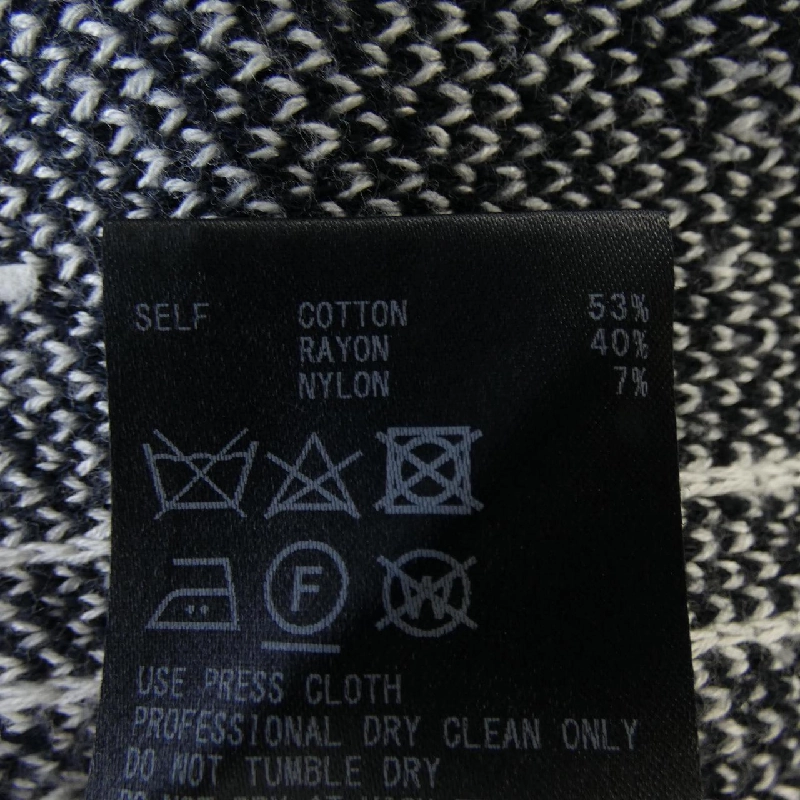 SELF COTTON 53%
RAYON 40%
NYLON 7%
F W
USE PRESS CLOTH
PROFESSIONAL DRY CLEAN ONLY
DO NOT TUMBLE DRY